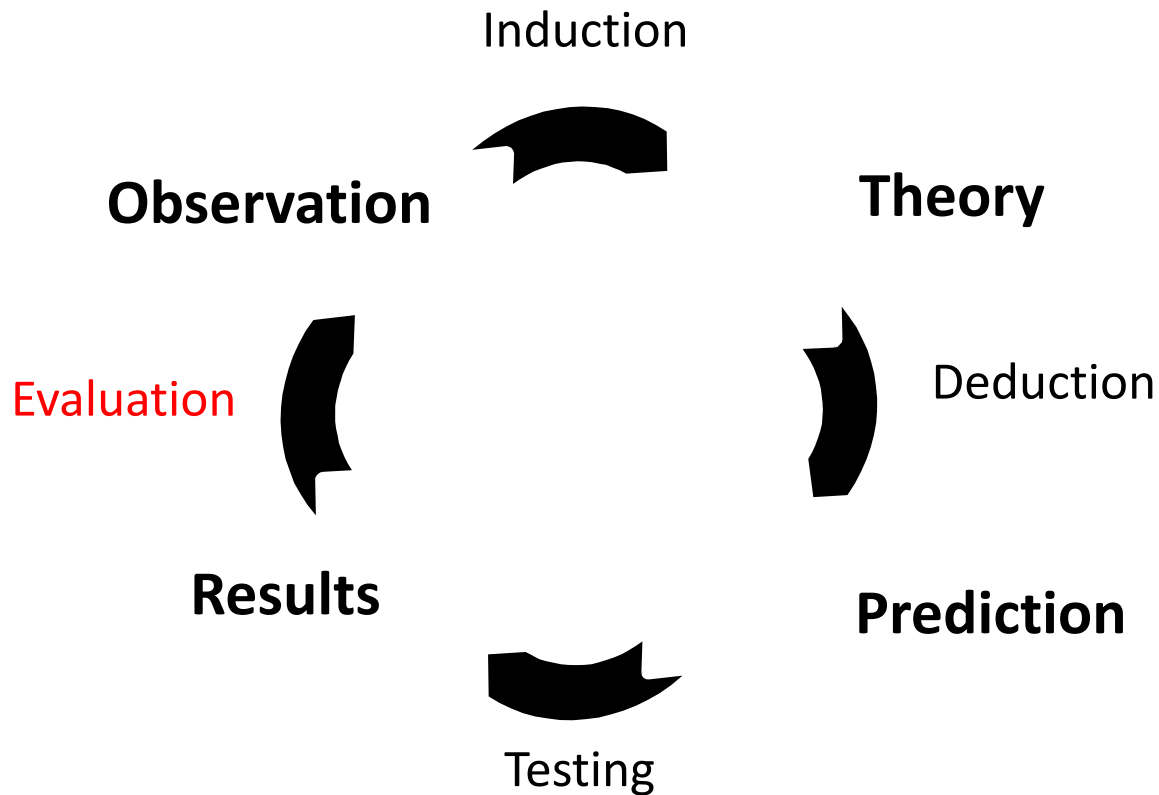 Induction
Observation
Theory
Evaluation
Deduction
Results
Prediction
Testing